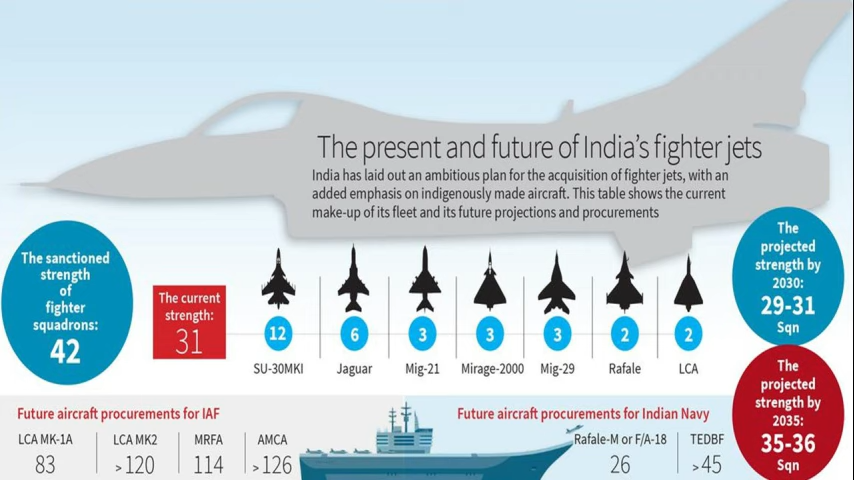 The present and future of India's fighter jets
India has laid out an ambitious plan for the acquisition of fighter jets, with an
added emphasis on indigenously made aircraft. This table shows the current
make-up of its fleet and its future projections and procurements
The sanctioned
strength
of
fighter
squadrons:
42
The current
strength:
31
12
SU-30MKI
6
Jaguar
3
Mig-21
3
Mirage-2000
3
Mig-29
2
Rafale
2
LCA
The
projected
strength by
2030:
29-31
Sqn
The
projected
strength by
2035:
35-36
Sqn
Future aircraft procurements for IAF
LCA MK-1A
83
LCA MK2
>120
MRFA
114
AMCA
>126
Future aircraft procurements for Indian Navy
Rafale-M or F/A-18
26
TEDBF
>45